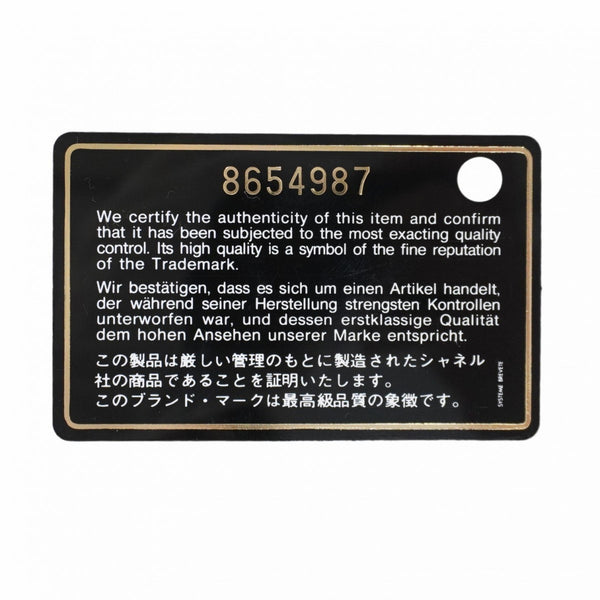 8654987
We certify the authenticity of this item and confirm
that it has been subjected to the most exacting quality
control. Its high quality is a symbol of the fine reputation
of the Trademark.
Wir bestätigen, dass es sich um einen Artikel handelt,
der während seiner Herstellung strengsten Kontrollen
unterworfen war, und dessen erstklassige Qualität
dem hohen Ansehen unserer Marke entspricht.
この製品は厳しい管理のもとに製造されたシャネル
社の商品であることを証明いたします。
このブランド・マークは最高級品質の象徴です。
SYSTEME BREVETE